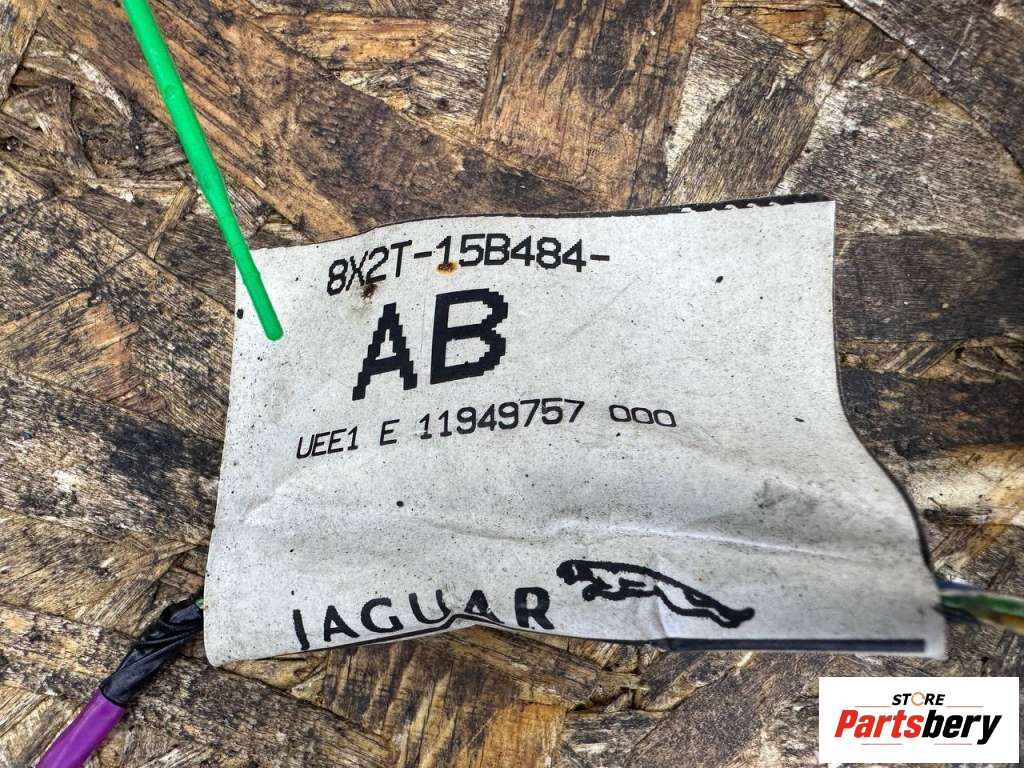 8X2T-15B484-
AB
UEE1 E 11949757 000
JAGUAR
STORE
Partsbery